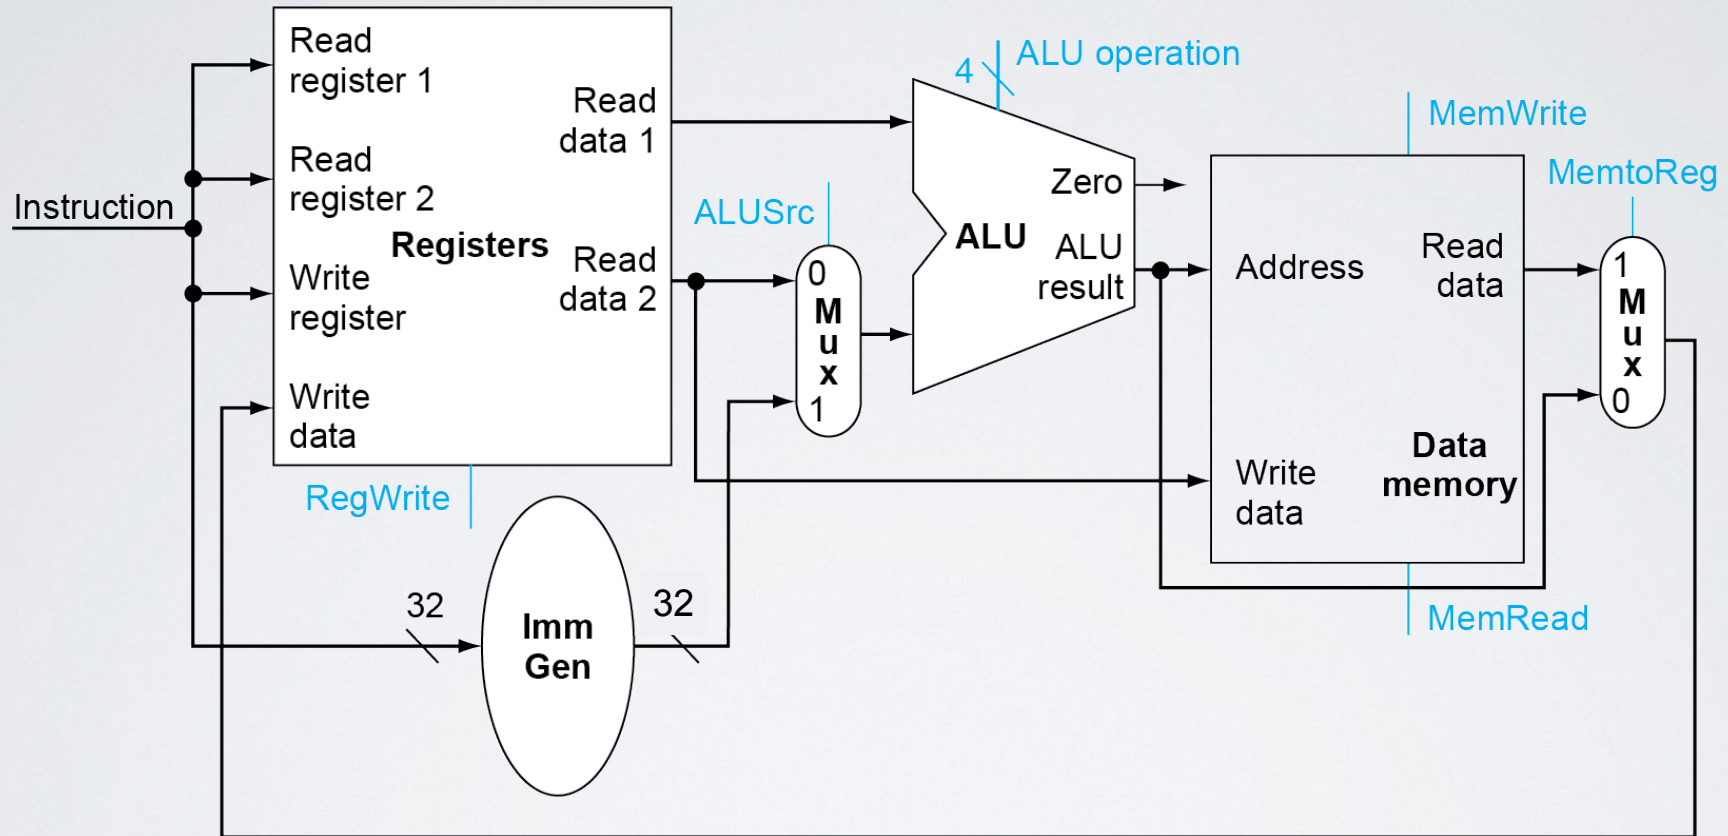 Instruction
Read
register 1
Read
register 2
Write
register
Write
data
Registers
Read
data 1
Read
data 2
RegWrite
32
Imm
Gen
32
ALUSrc
0
M
u
x
1
4
ALU operation
ALU
Zero
ALU
result
MemWrite
Address
Read
data
Write
data
Data
memory
MemRead
MemtoReg
1
M
u
x
0